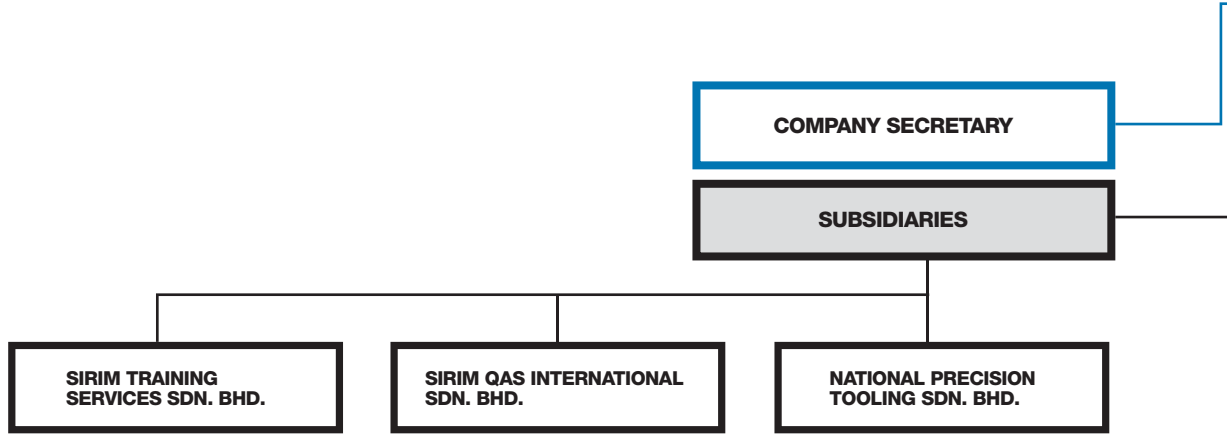 COMPANY SECRETARY
SUBSIDIARIES
SIRIM TRAINING
SERVICES SDN. BHD.
SIRIM QAS INTERNATIONAL
SDN. BHD.
NATIONAL PRECISION
TOOLING SDN. BHD.